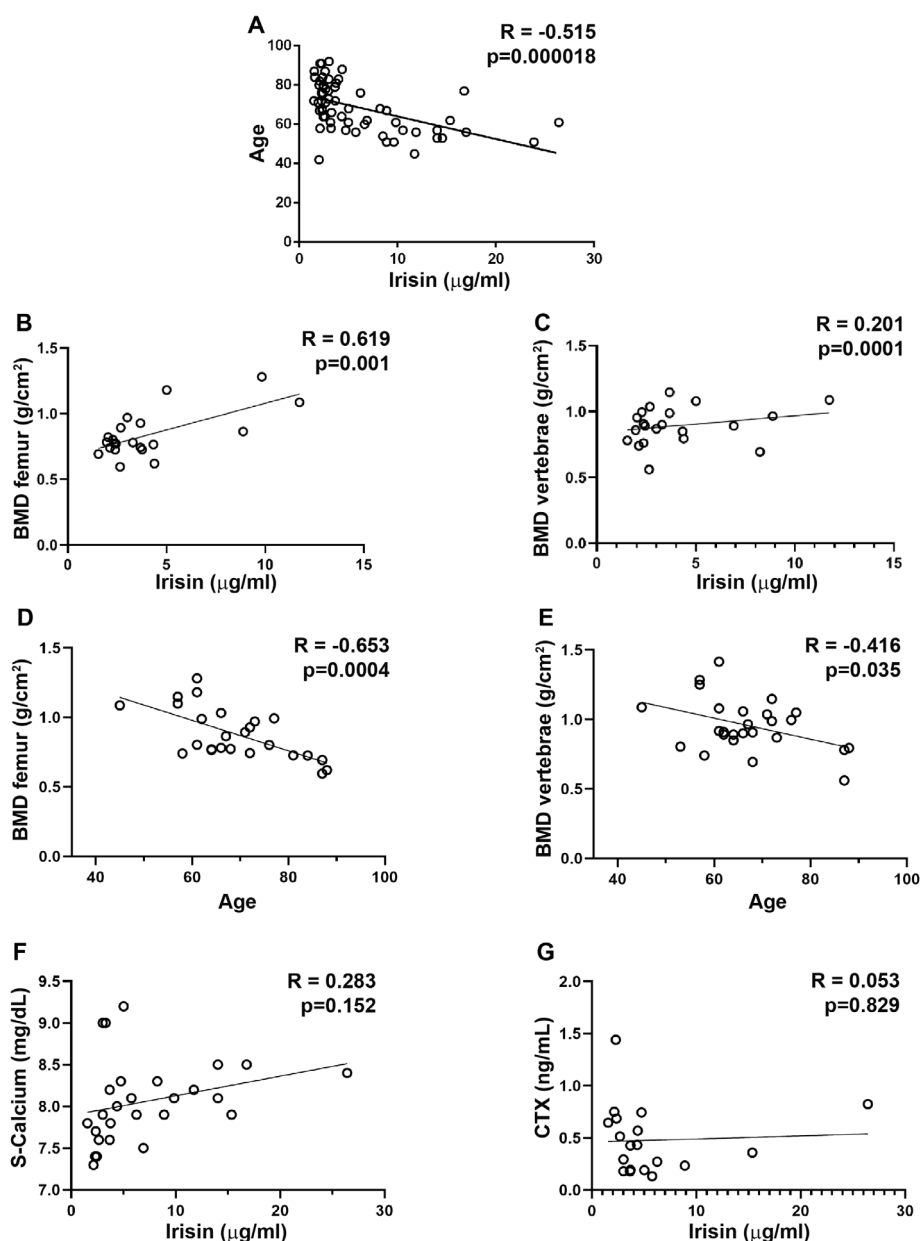 A
R = -0.515
p=0.000018
100
80
60
40
20
0
Age
0 10 20 30
Irisin (μg/ml)
B
R = 0.619
p=0.001
1.5
1.0
0.5
0.0
BMD femur (g/cm²)
0 5 10 15
Irisin (μg/ml)
C
R = 0.201
p=0.0001
1.5
1.0
0.5
0.0
BMD vertebrae (g/cm²)
0 5 10 15
Irisin (μg/ml)
D
R = -0.653
p=0.0004
1.5
1.0
0.5
0.0
BMD femur (g/cm²)
40 60 80 100
Age
E
R = -0.416
p=0.035
1.5
1.0
0.5
0.0
BMD vertebrae (g/cm²)
40 60 80 100
Age
F
R = 0.283
p=0.152
9.5
9.0
8.5
8.0
7.5
7.0
S-Calcium (mg/dL)
0 10 20 30
Irisin (μg/ml)
G
R = 0.053
p=0.829
2.0
1.5
1.0
0.5
0.0
CTX (ng/mL)
0 10 20 30
Irisin (μg/ml)